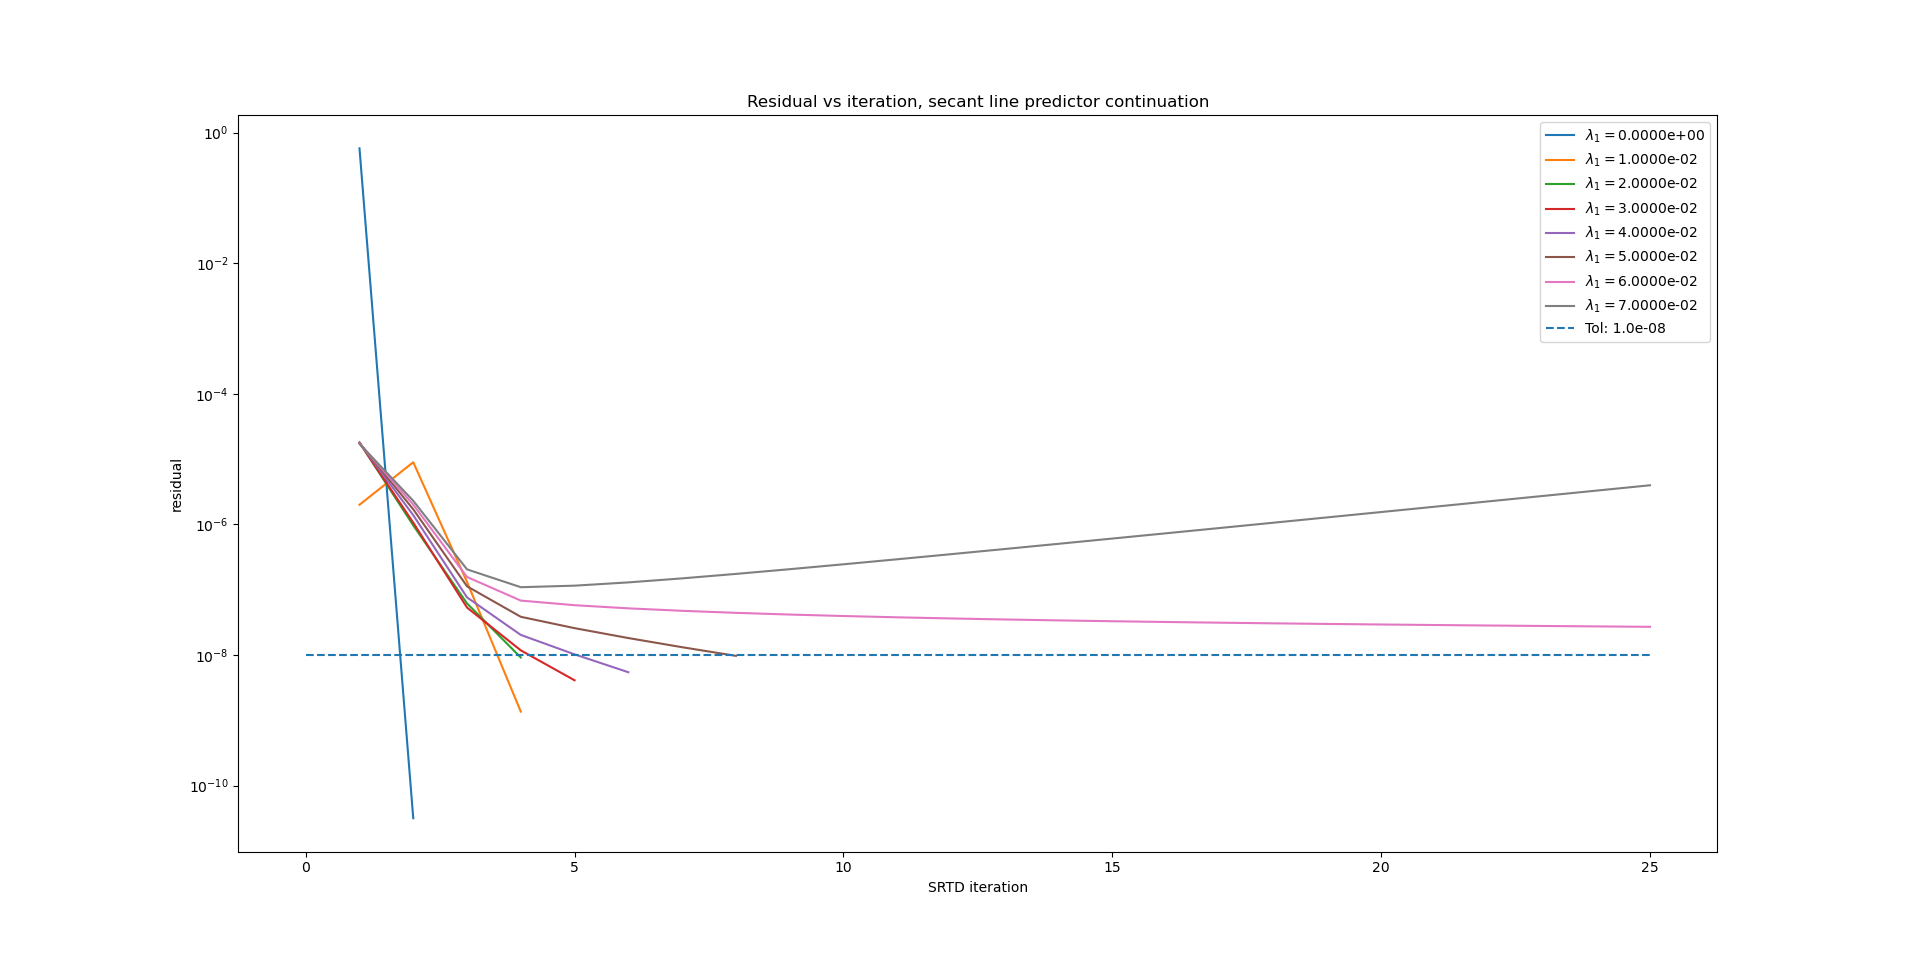 Residual vs iteration, secant line predictor continuation
10⁰
10⁻²
10⁻⁴
10⁻⁶
10⁻⁸
10⁻¹⁰
residual
λ₁ = 0.0000e+00
λ₁ = 1.0000e-02
λ₁ = 2.0000e-02
λ₁ = 3.0000e-02
λ₁ = 4.0000e-02
λ₁ = 5.0000e-02
λ₁ = 6.0000e-02
λ₁ = 7.0000e-02
Tol: 1.0e-08
0 5 10 15 20 25
SRTD iteration